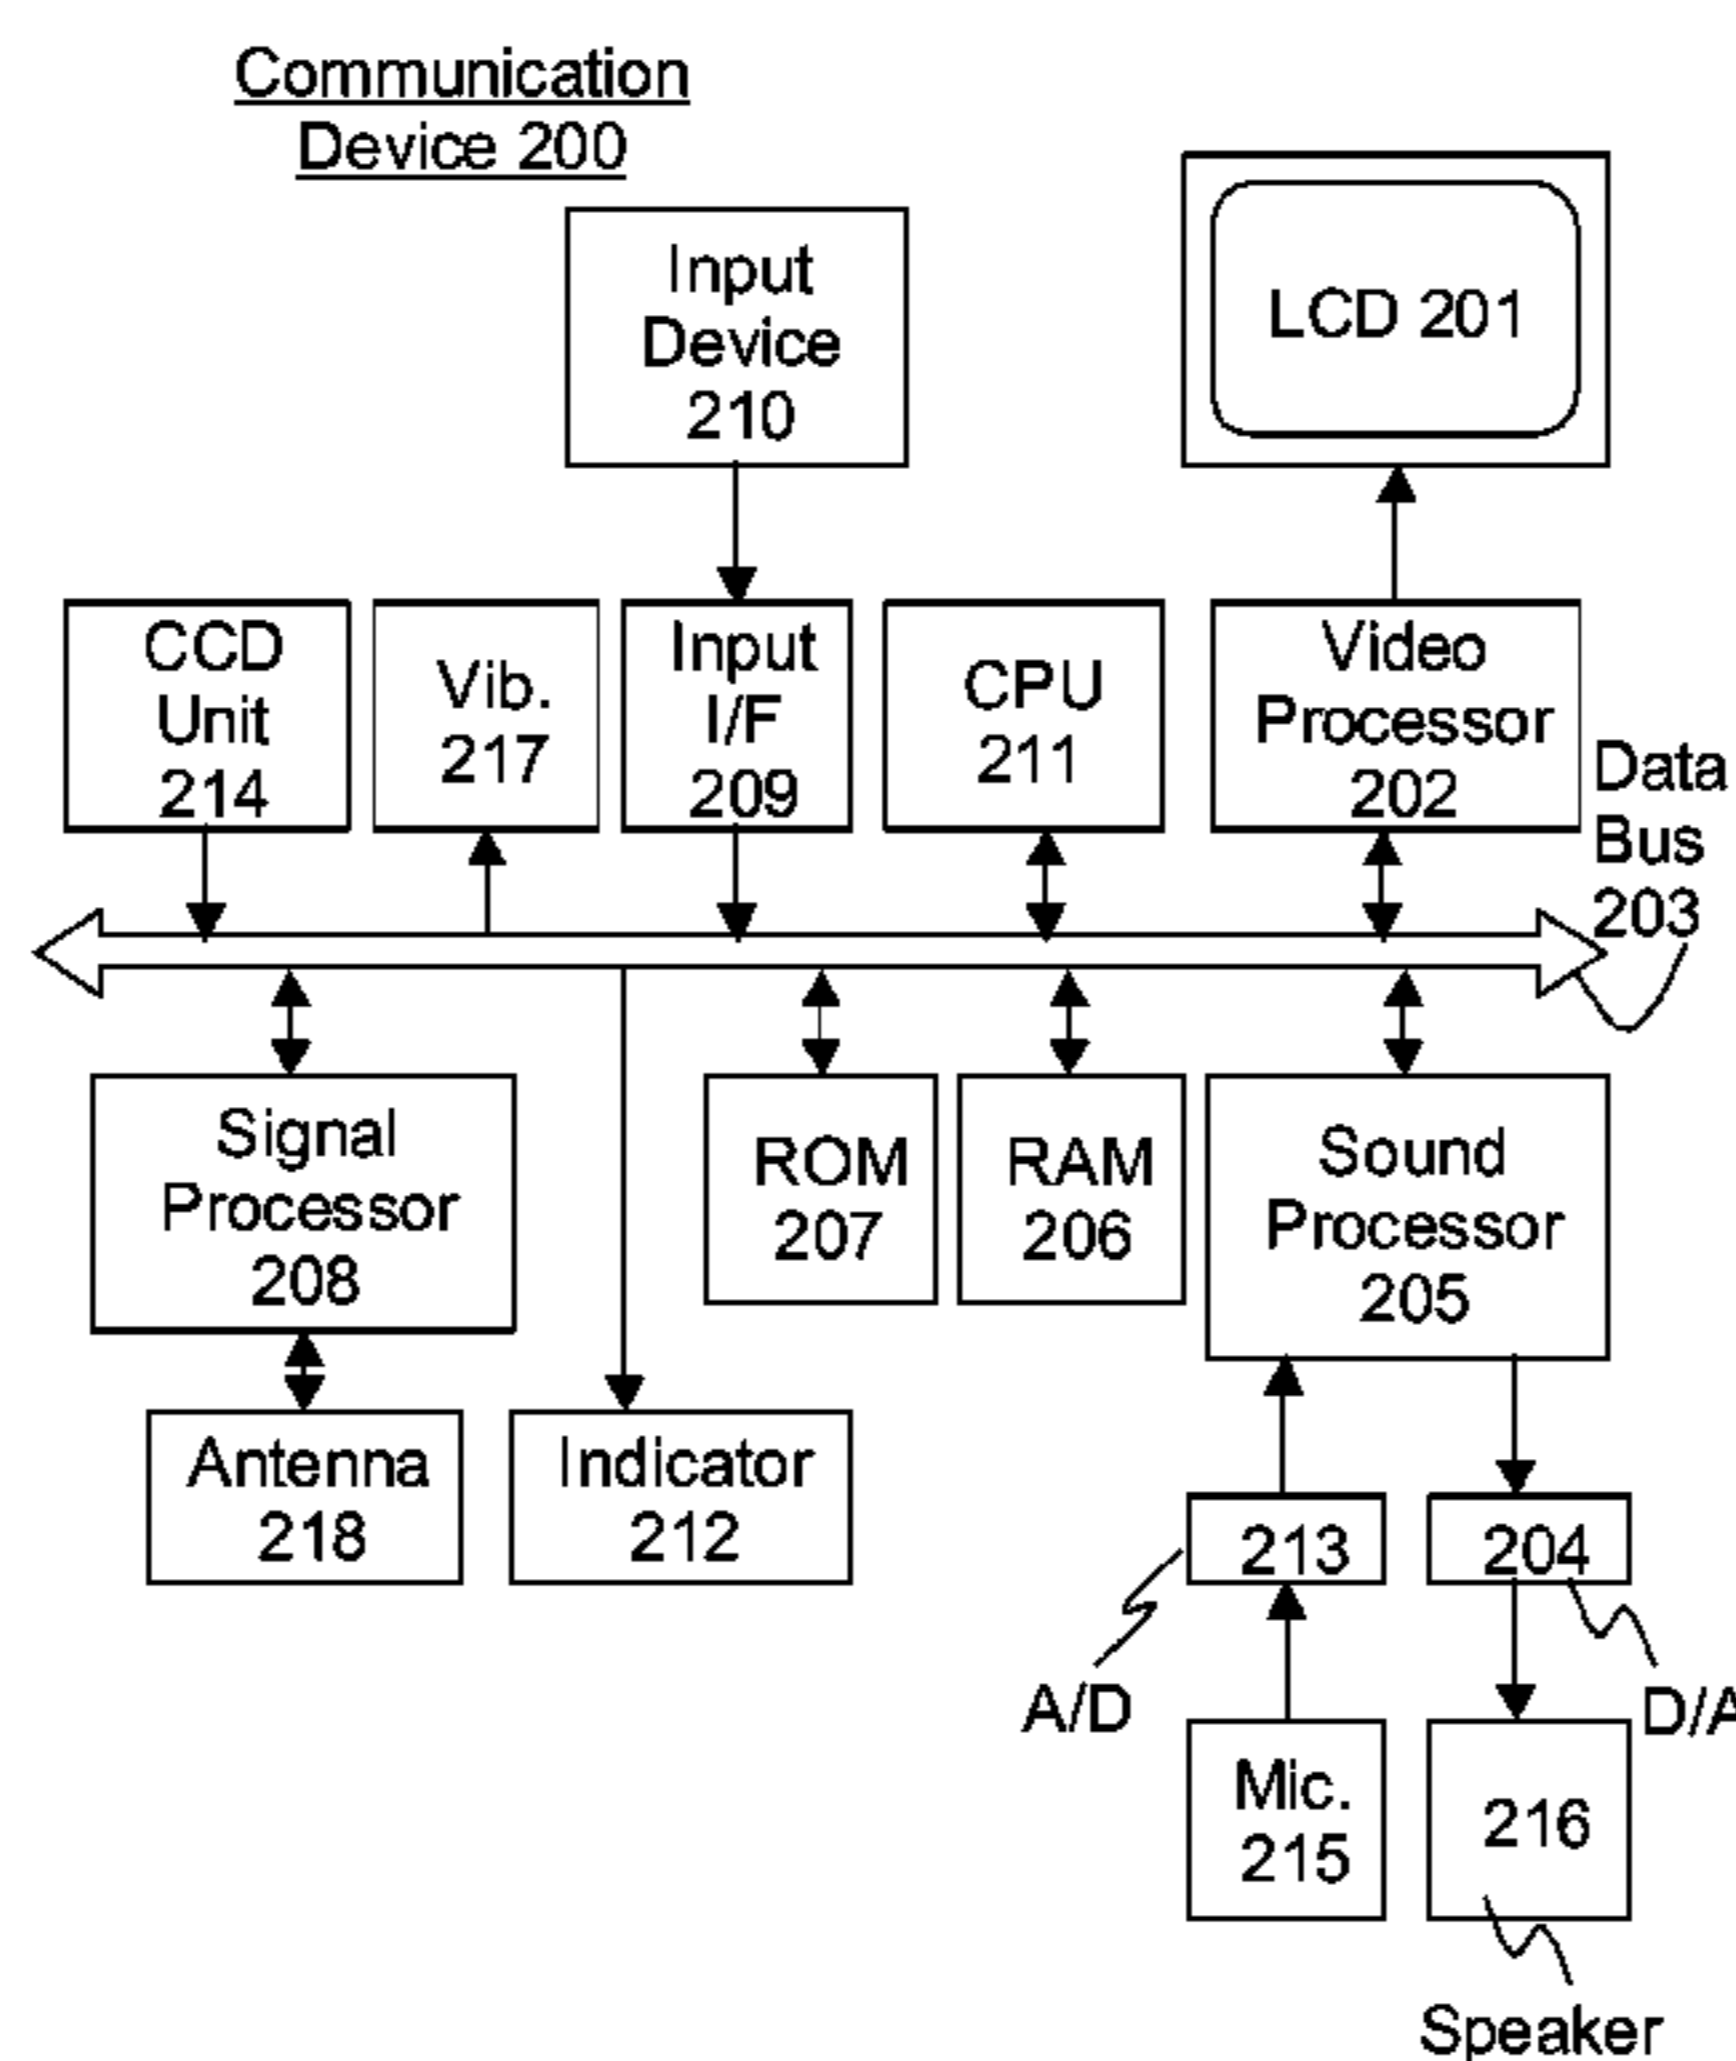 Communication
Device 200
Input
Device
210
LCD 201
CCD
Unit
214
Vib.
217
Input
I/F
209
CPU
211
Video
Processor
202
Data
Bus
203
Signal
Processor
208
ROM
207
RAM
206
Sound
Processor
205
Antenna
218
Indicator
212
213
204
A/D
D/A
Mic.
215
216
Speaker